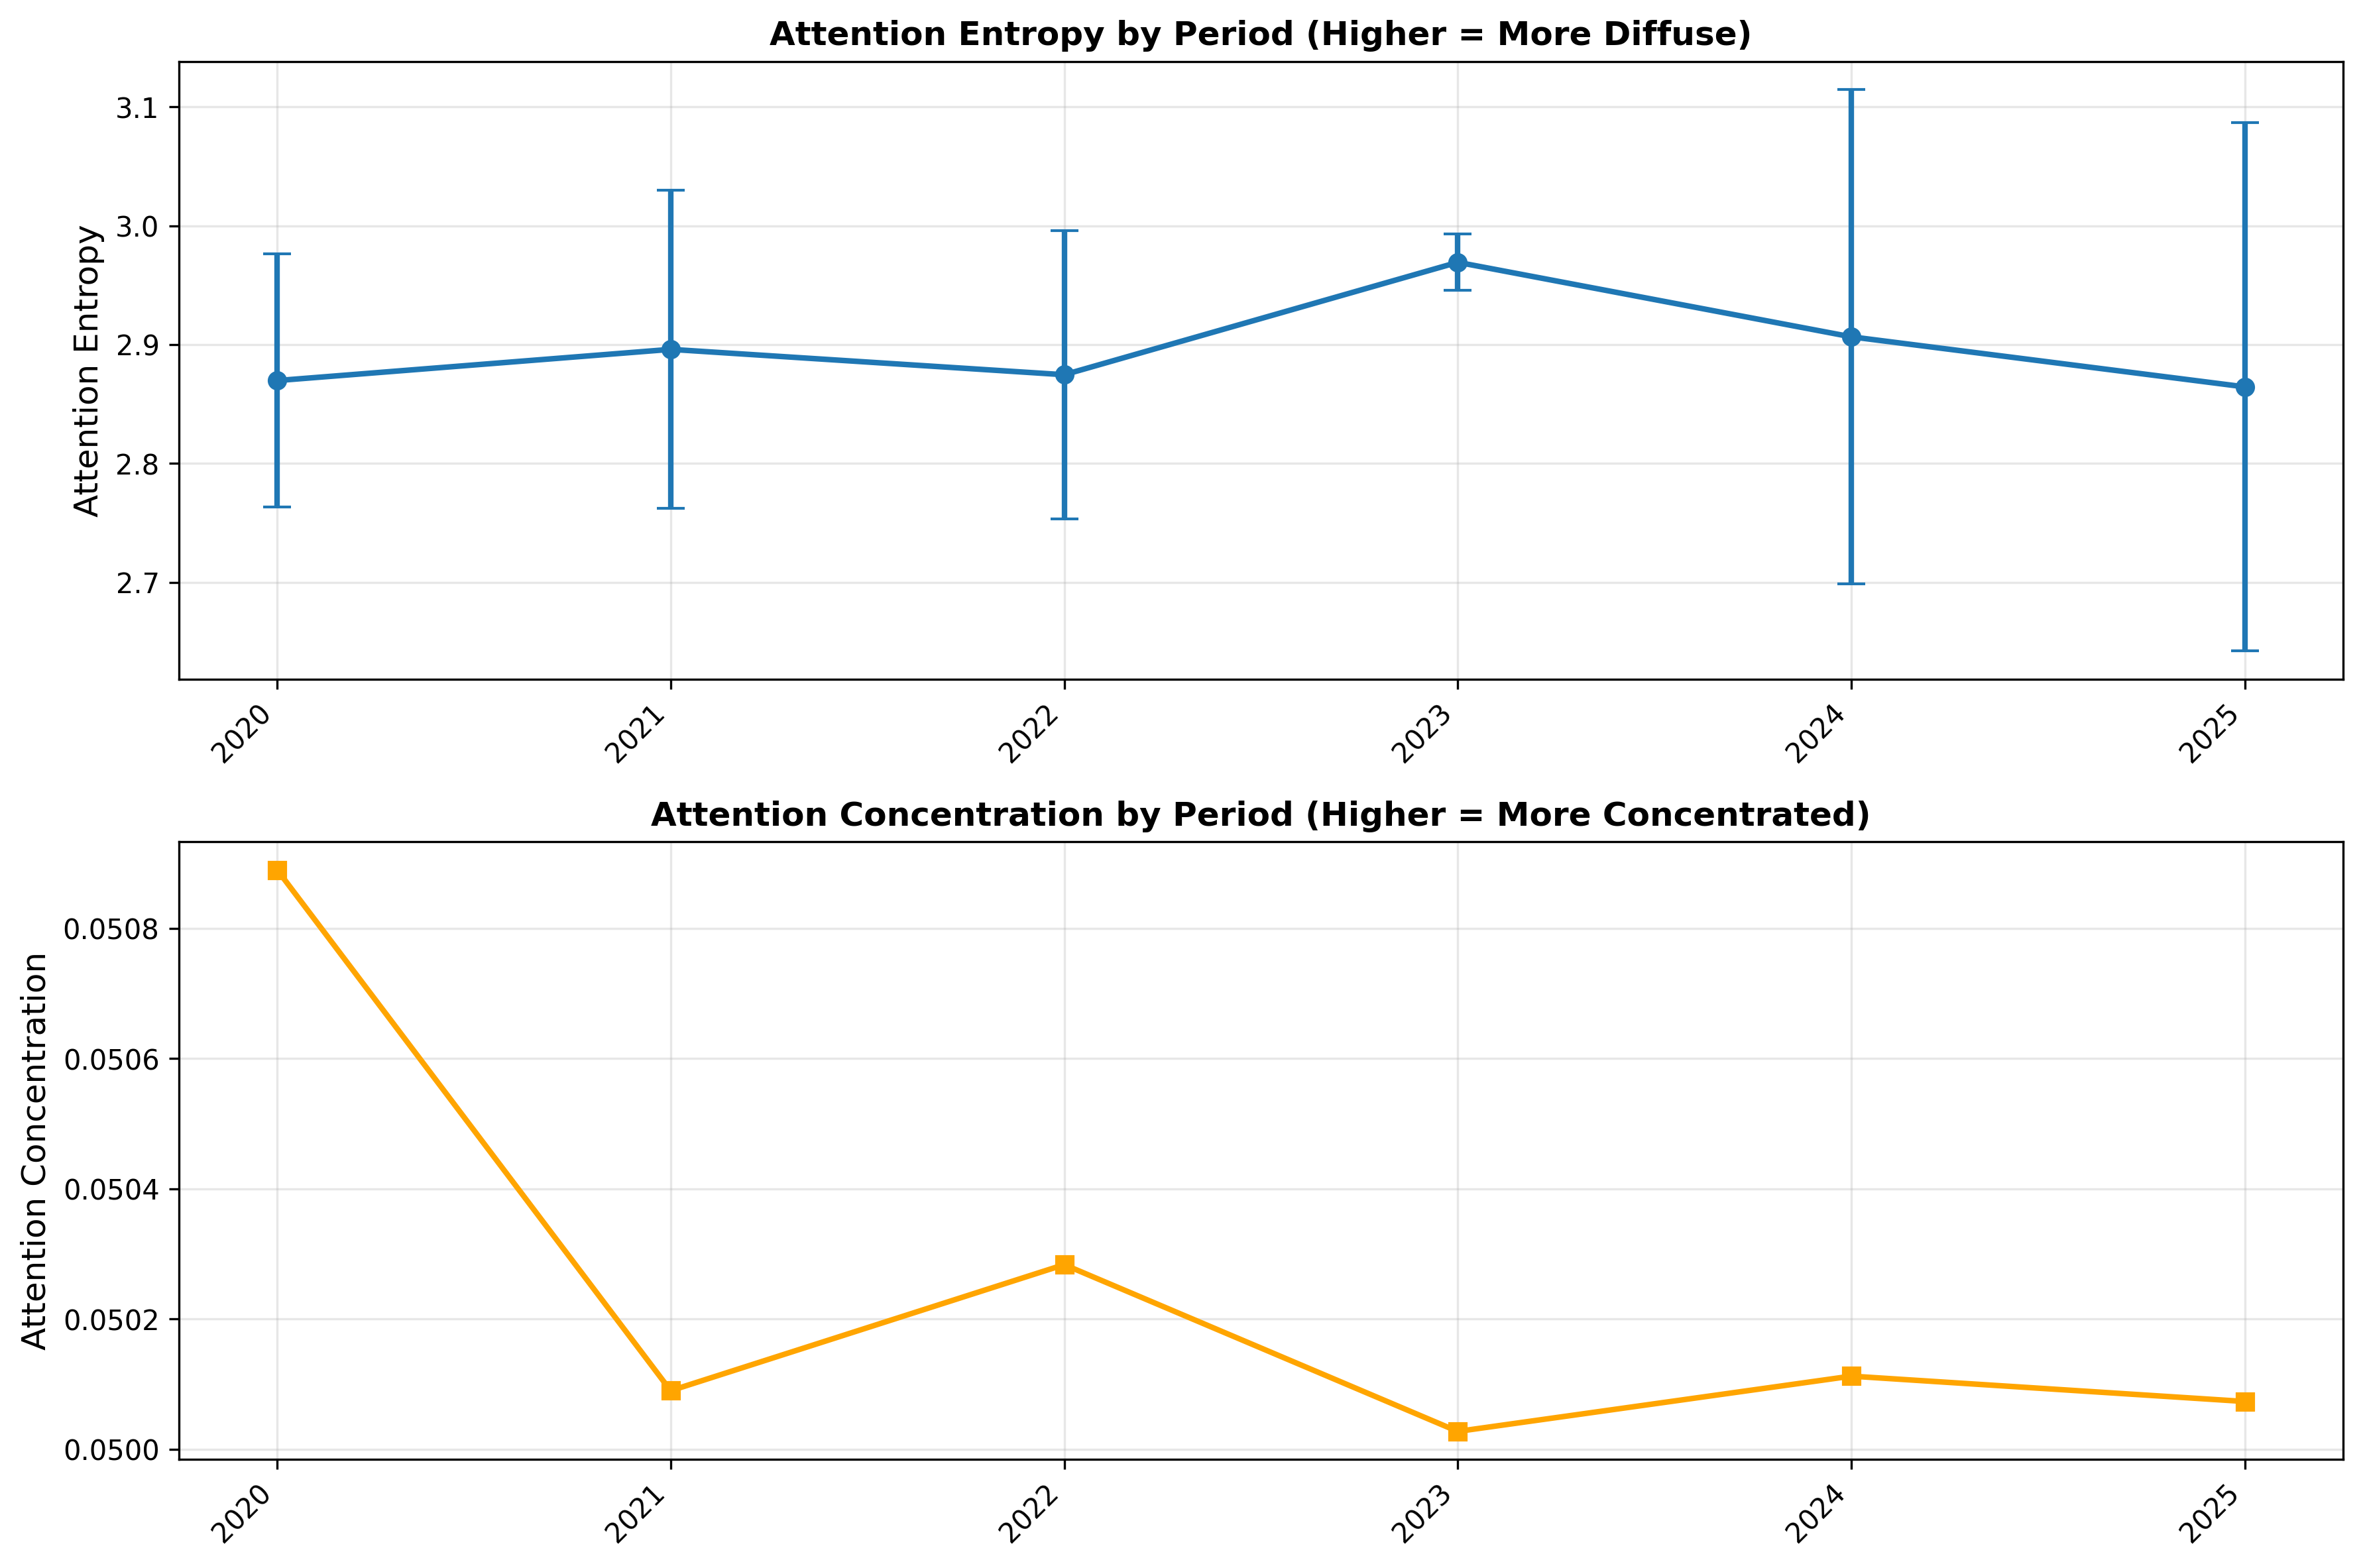 Attention Entropy by Period (Higher = More Diffuse)
Attention Entropy
3.1
3.0
2.9
2.8
2.7
2020 2021 2022 2023 2024 2025
Attention Concentration by Period (Higher = More Concentrated)
Attention Concentration
0.0508
0.0506
0.0504
0.0502
0.0500
2020 2021 2022 2023 2024 2025